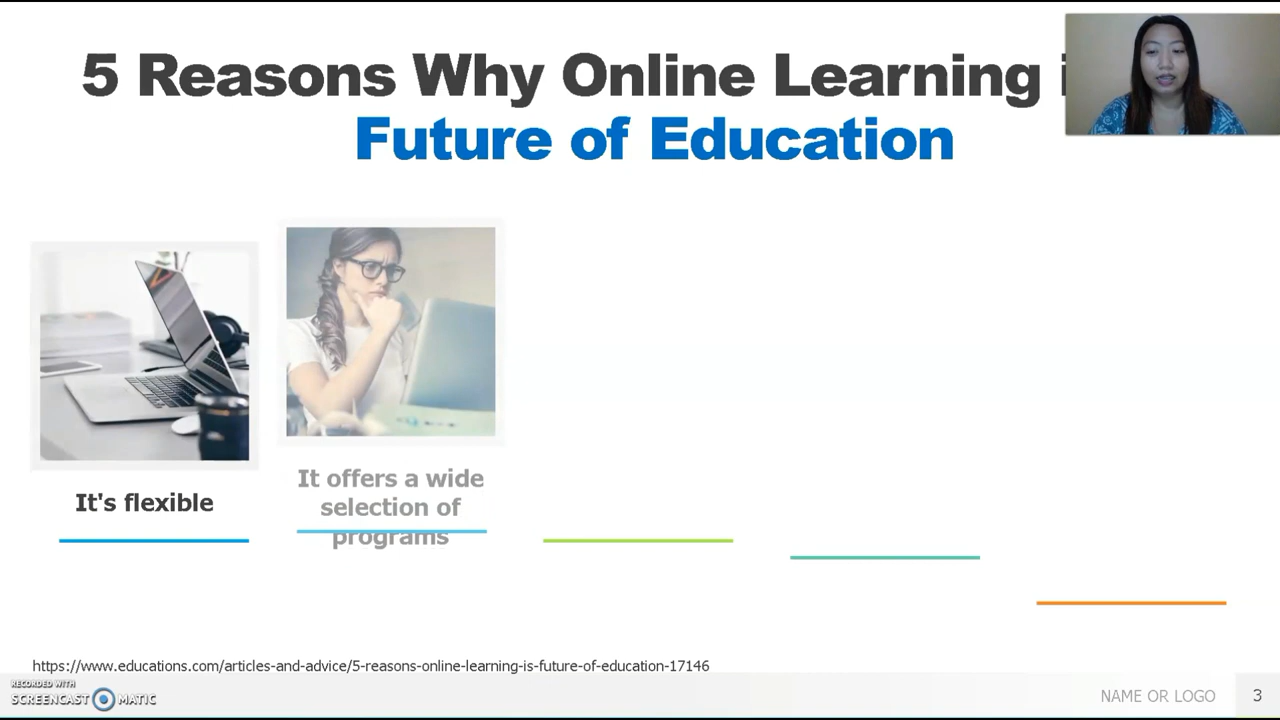 5 Reasons Why Online Learning
Future of Education
It's flexible
It offers a wide
selection of
programs
https://www.educations.com/articles-and-advice/5-reasons-online-learning-is-future-of-education-17146
RECORDED WITH
SCREENCAST MATIC
NAME OR LOGO
3